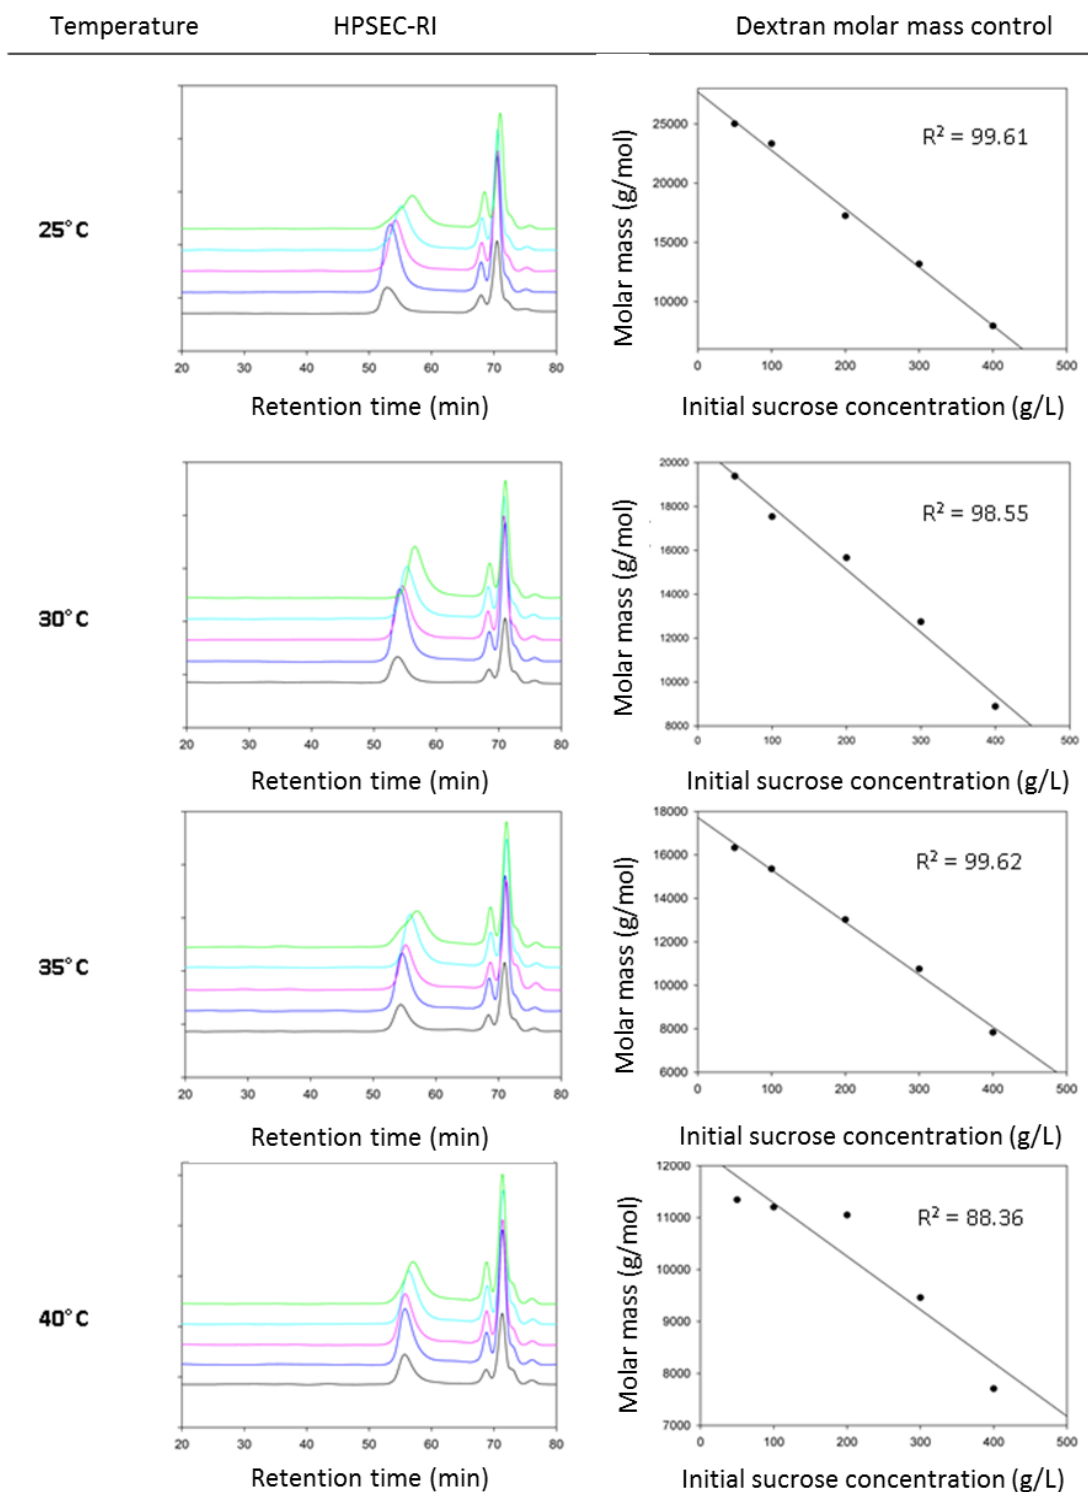 Temperature HPSEC-RI Dextran molar mass control
25°C
20 30 40 50 60 70 80
Retention time (min)
Molar mass (g/mol)
25000
20000
15000
10000
R² = 99.61
0 100 200 300 400 500
Initial sucrose concentration (g/L)
30°C
20 30 40 50 60 70 80
Retention time (min)
Molar mass (g/mol)
20000
18000
16000
14000
12000
10000
8000
R² = 98.55
0 100 200 300 400 500
Initial sucrose concentration (g/L)
35°C
20 30 40 50 60 70 80
Retention time (min)
Molar mass (g/mol)
18000
16000
14000
12000
10000
8000
6000
R² = 99.62
0 100 200 300 400 500
Initial sucrose concentration (g/L)
40°C
20 30 40 50 60 70 80
Retention time (min)
Molar mass (g/mol)
12000
11000
10000
9000
8000
7000
R² = 88.36
0 100 200 300 400 500
Initial sucrose concentration (g/L)